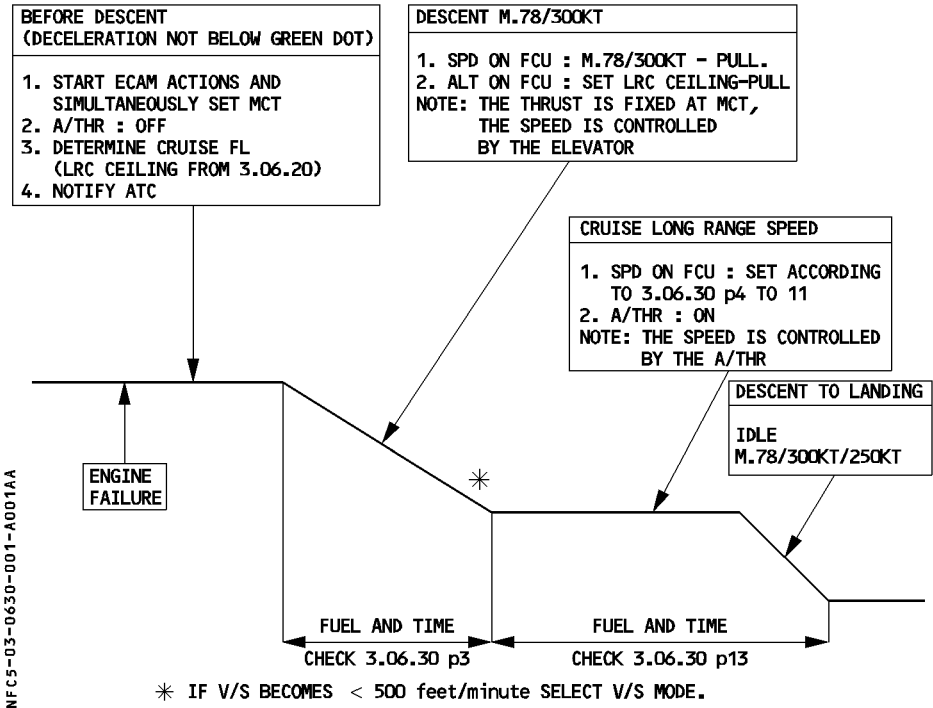 BEFORE DESCENT
(DECELERATION NOT BELOW GREEN DOT)
1. START ECAM ACTIONS AND
SIMULTANEOUSLY SET MCT
2. A/THR : OFF
3. DETERMINE CRUISE FL
(LRC CEILING FROM 3.06.20)
4. NOTIFY ATC
DESCENT M.78/300KT
1. SPD ON FCU : M.78/300KT - PULL.
2. ALT ON FCU : SET LRC CEILING-PULL
NOTE: THE THRUST IS FIXED AT MCT,
THE SPEED IS CONTROLLED
BY THE ELEVATOR
CRUISE LONG RANGE SPEED
1. SPD ON FCU : SET ACCORDING
TO 3.06.30 p4 TO 11
2. A/THR : ON
NOTE: THE SPEED IS CONTROLLED
BY THE A/THR
DESCENT TO LANDING
IDLE
M.78/300KT/250KT
ENGINE
FAILURE
FUEL AND TIME
CHECK 3.06.30 p3
FUEL AND TIME
CHECK 3.06.30 p13
✳ IF V/S BECOMES < 500 feet/minute SELECT V/S MODE.
NFC5-03-0630-001-A001AA